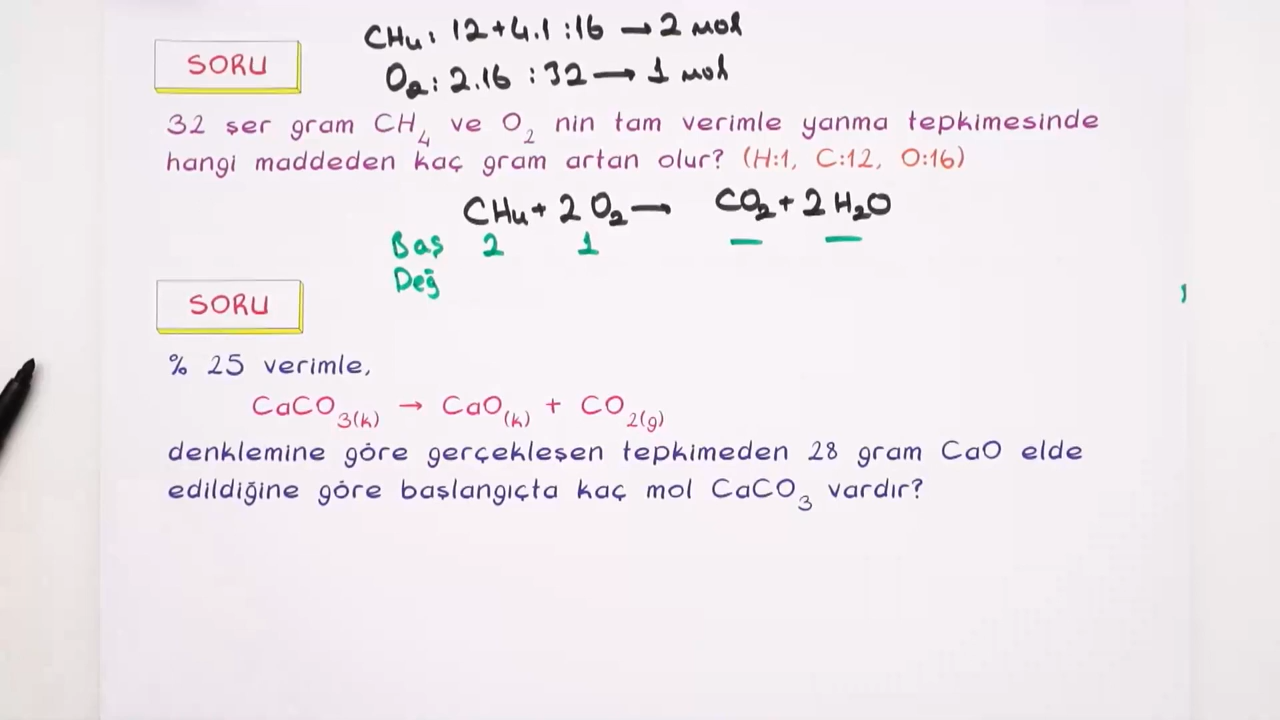 CH4: 12+4.1 :16 → 2 mol
O2: 2.16 : 32 → 1 mol
SORU
32 şer gram CH4 ve O2 nin tam verimle yanma tepkimesinde
hangi maddeden kaç gram artan olur? (H:1, C:12, O:16)
CH4 + 2 O2 → CO2 + 2 H2O
Baş 2 1 — —
Değ
SORU
% 25 verimle,
CaCO3(k) → CaO(k) + CO2(g)
denklemine göre gerçekleşen tepkimeden 28 gram CaO elde
edildiğine göre başlangıçta kaç mol CaCO3 vardır?